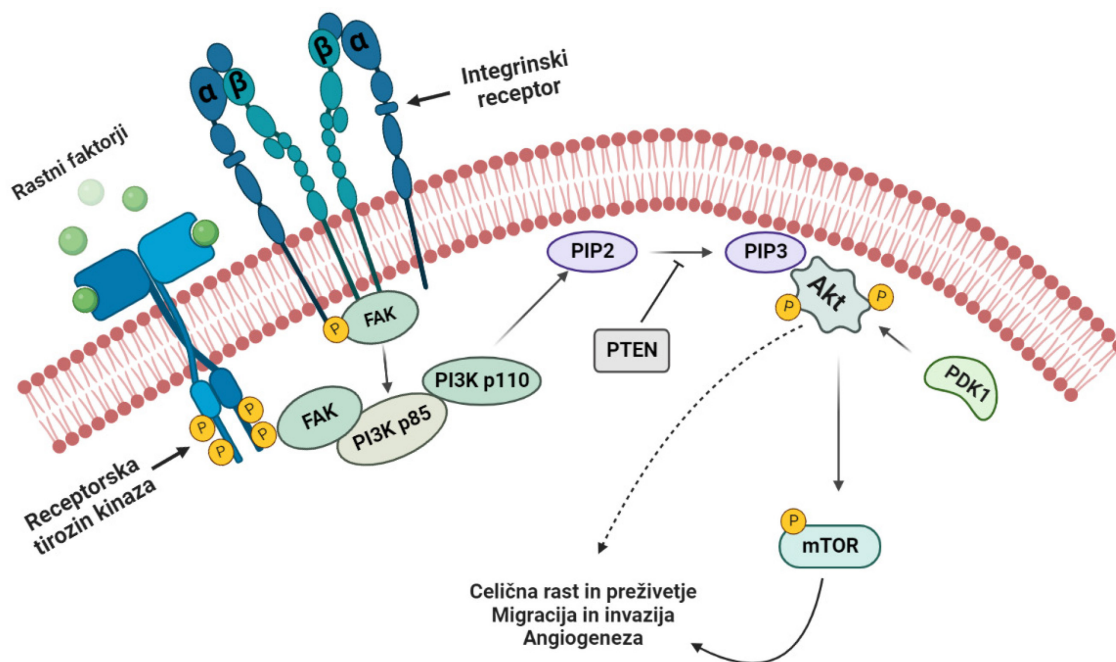 β
α
α
β
Integrinski
receptor
Rastni faktorji
PIP2
PIP3
Akt
P
P
P
FAK
PTEN
PDK1
PI3K p110
FAK
PI3K p85
P
P
P
P
Receptorska
tirozin kinaza
P
mTOR
Celična rast in preživetje
Migracija in invazija
Angiogeneza